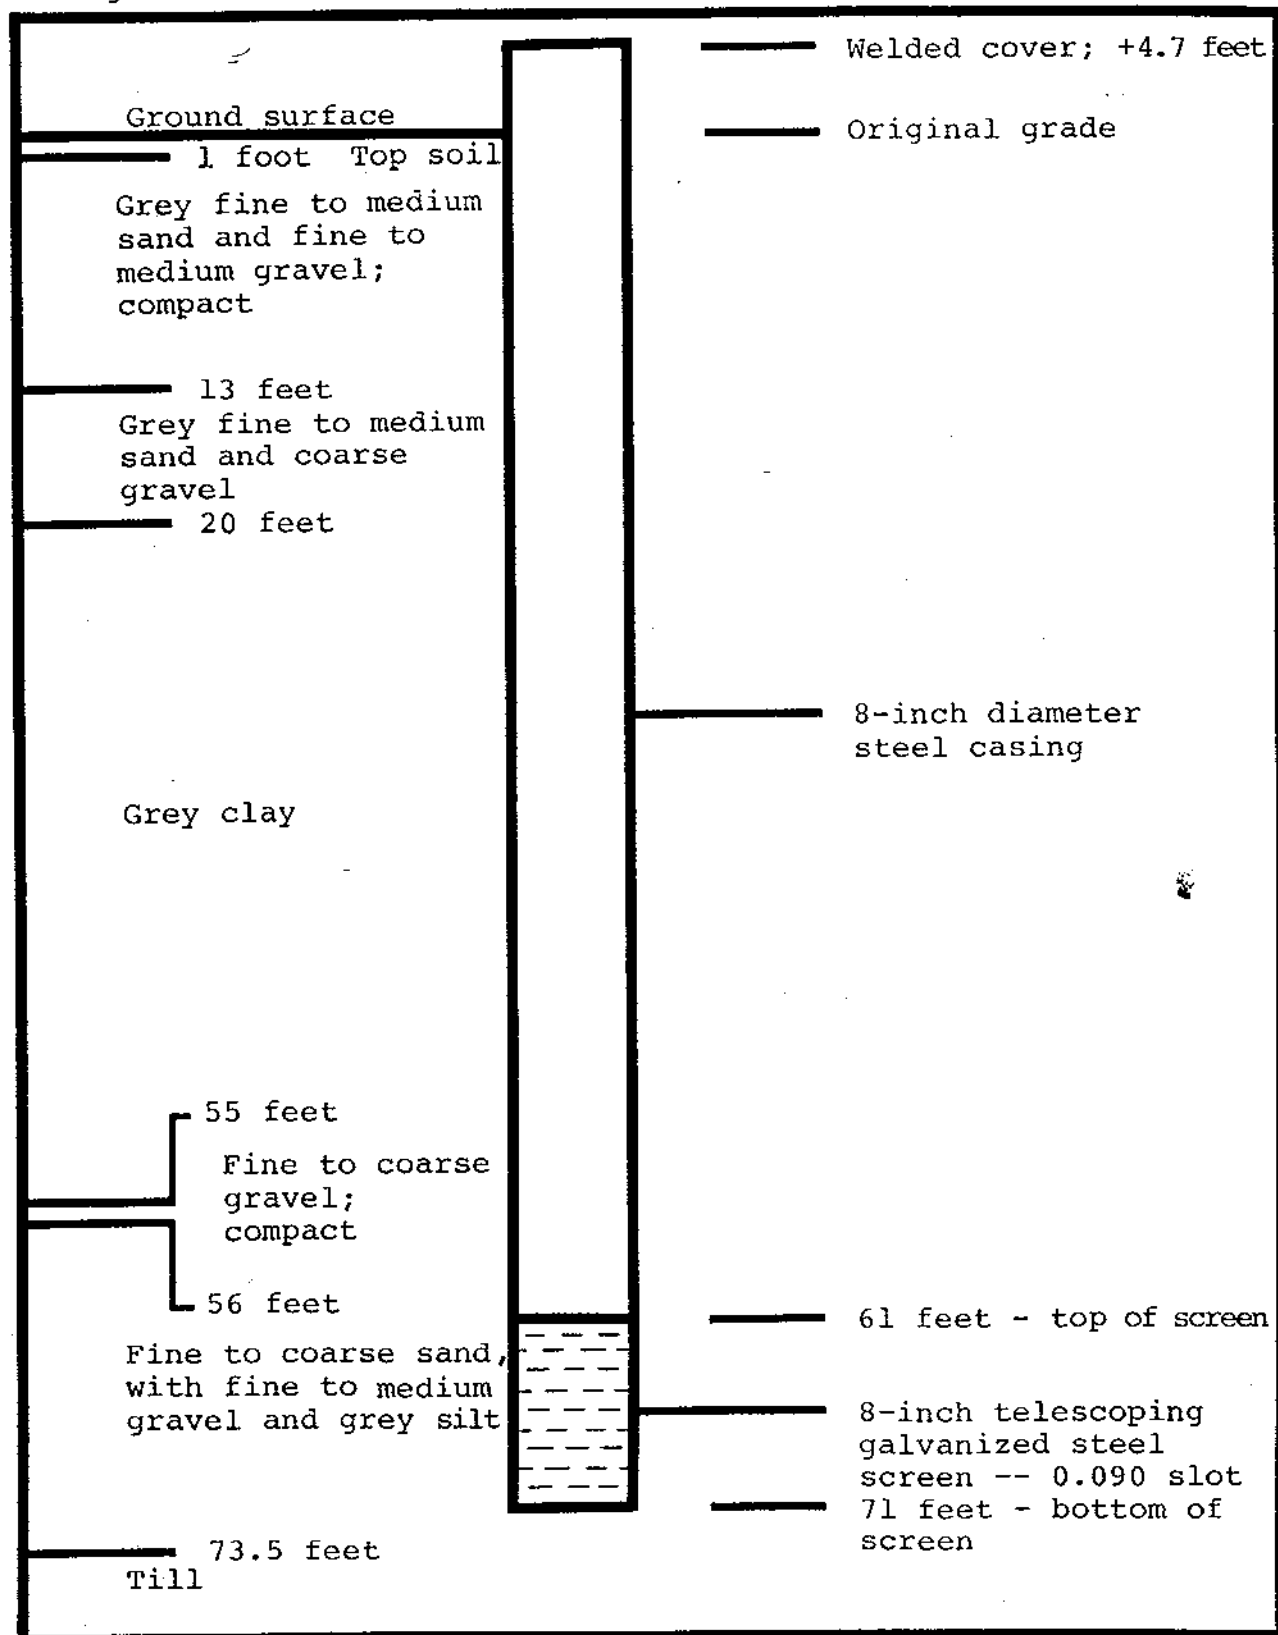 Welded cover; +4.7 feet
Ground surface
Original grade
1 foot Top soil
Grey fine to medium
sand and fine to
medium gravel;
compact
13 feet
Grey fine to medium
sand and coarse
gravel
20 feet
8-inch diameter
steel casing
Grey clay
55 feet
Fine to coarse
gravel;
compact
56 feet
61 feet - top of screen
Fine to coarse sand,
with fine to medium
gravel and grey silt
8-inch telescoping
galvanized steel
screen -- 0.090 slot
71 feet - bottom of
screen
73.5 feet
Till